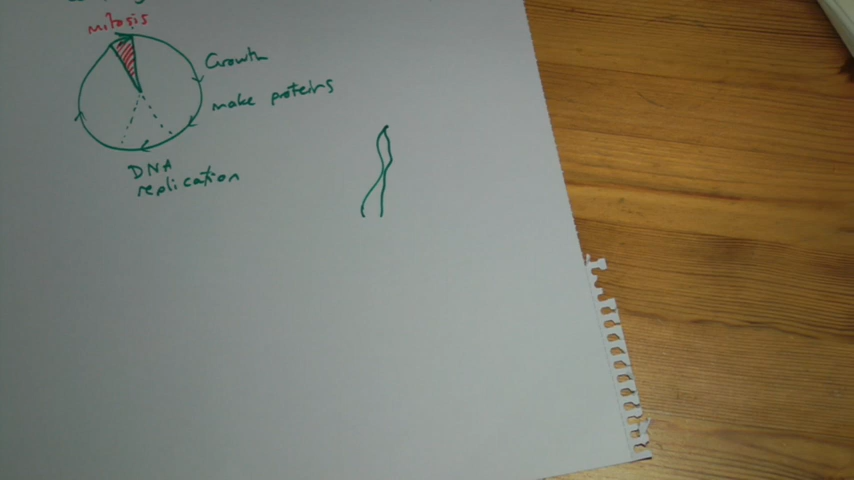 mitosis
Growth
make proteins
DNA
replication